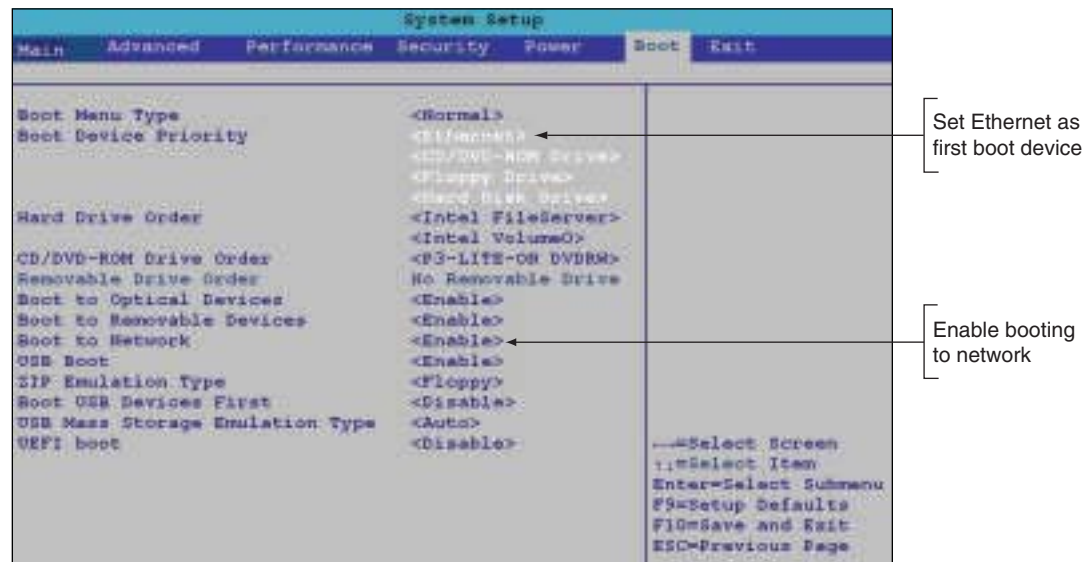 System Setup
Main Advanced Performance Security Power Boot Exit
Boot Menu Type <Normal>
Boot Device Priority <Ethernet>
<CD/DVD-ROM Drive>
<Floppy Drive>
<Hard Disk Drive>
Set Ethernet as
first boot device
Hard Drive Order <Intel FileServer>
<Intel Volume0>
CD/DVD-ROM Drive Order <P3-LITE-ON DVDRW>
Removable Drive Order No Removable Drive
Boot to Optical Devices <Enable>
Boot to Removable Devices <Enable>
Boot to Network <Enable>
Enable booting
to network
USB Boot <Enable>
ZIP Emulation Type <Floppy>
Boot USB Devices First <Disable>
USB Mass Storage Emulation Type <Auto>
UEFI boot <Disable>
←→=Select Screen
↑↓=Select Item
Enter=Select Submenu
F9=Setup Defaults
F10=Save and Exit
ESC=Previous Page